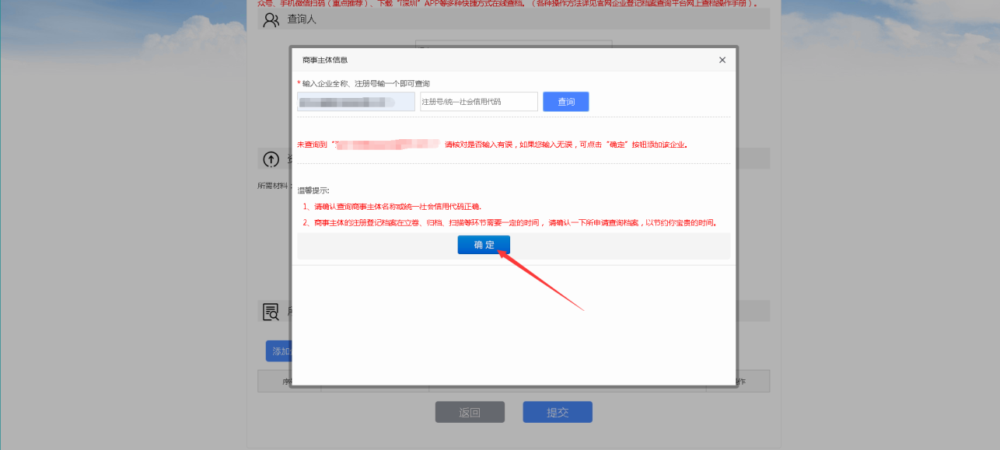 众号、手机微信扫码（重点推荐）、下载“i深圳”APP等多种快捷方式在线查档。（各种操作方法详见官网企业登记档案查询平台网上查档操作手册）。
查询人
商事主体信息
* 输入企业全称、注册号输一个即可查询
注册号/统一社会信用代码
查询
未查询到“ 请核对是否输入有误，如果您输入无误，可点击“确定”按钮添加该企业。
所需材料：
温馨提示:
1、请确认查询商事主体名称或统一社会信用代码正确.
2、商事主体的注册登记档案在立卷、归档、扫描等环节需要一定的时间，请确认一下所申请查询档案，以节约你宝贵的时间。
确 定
添加
序
作
返回
提交